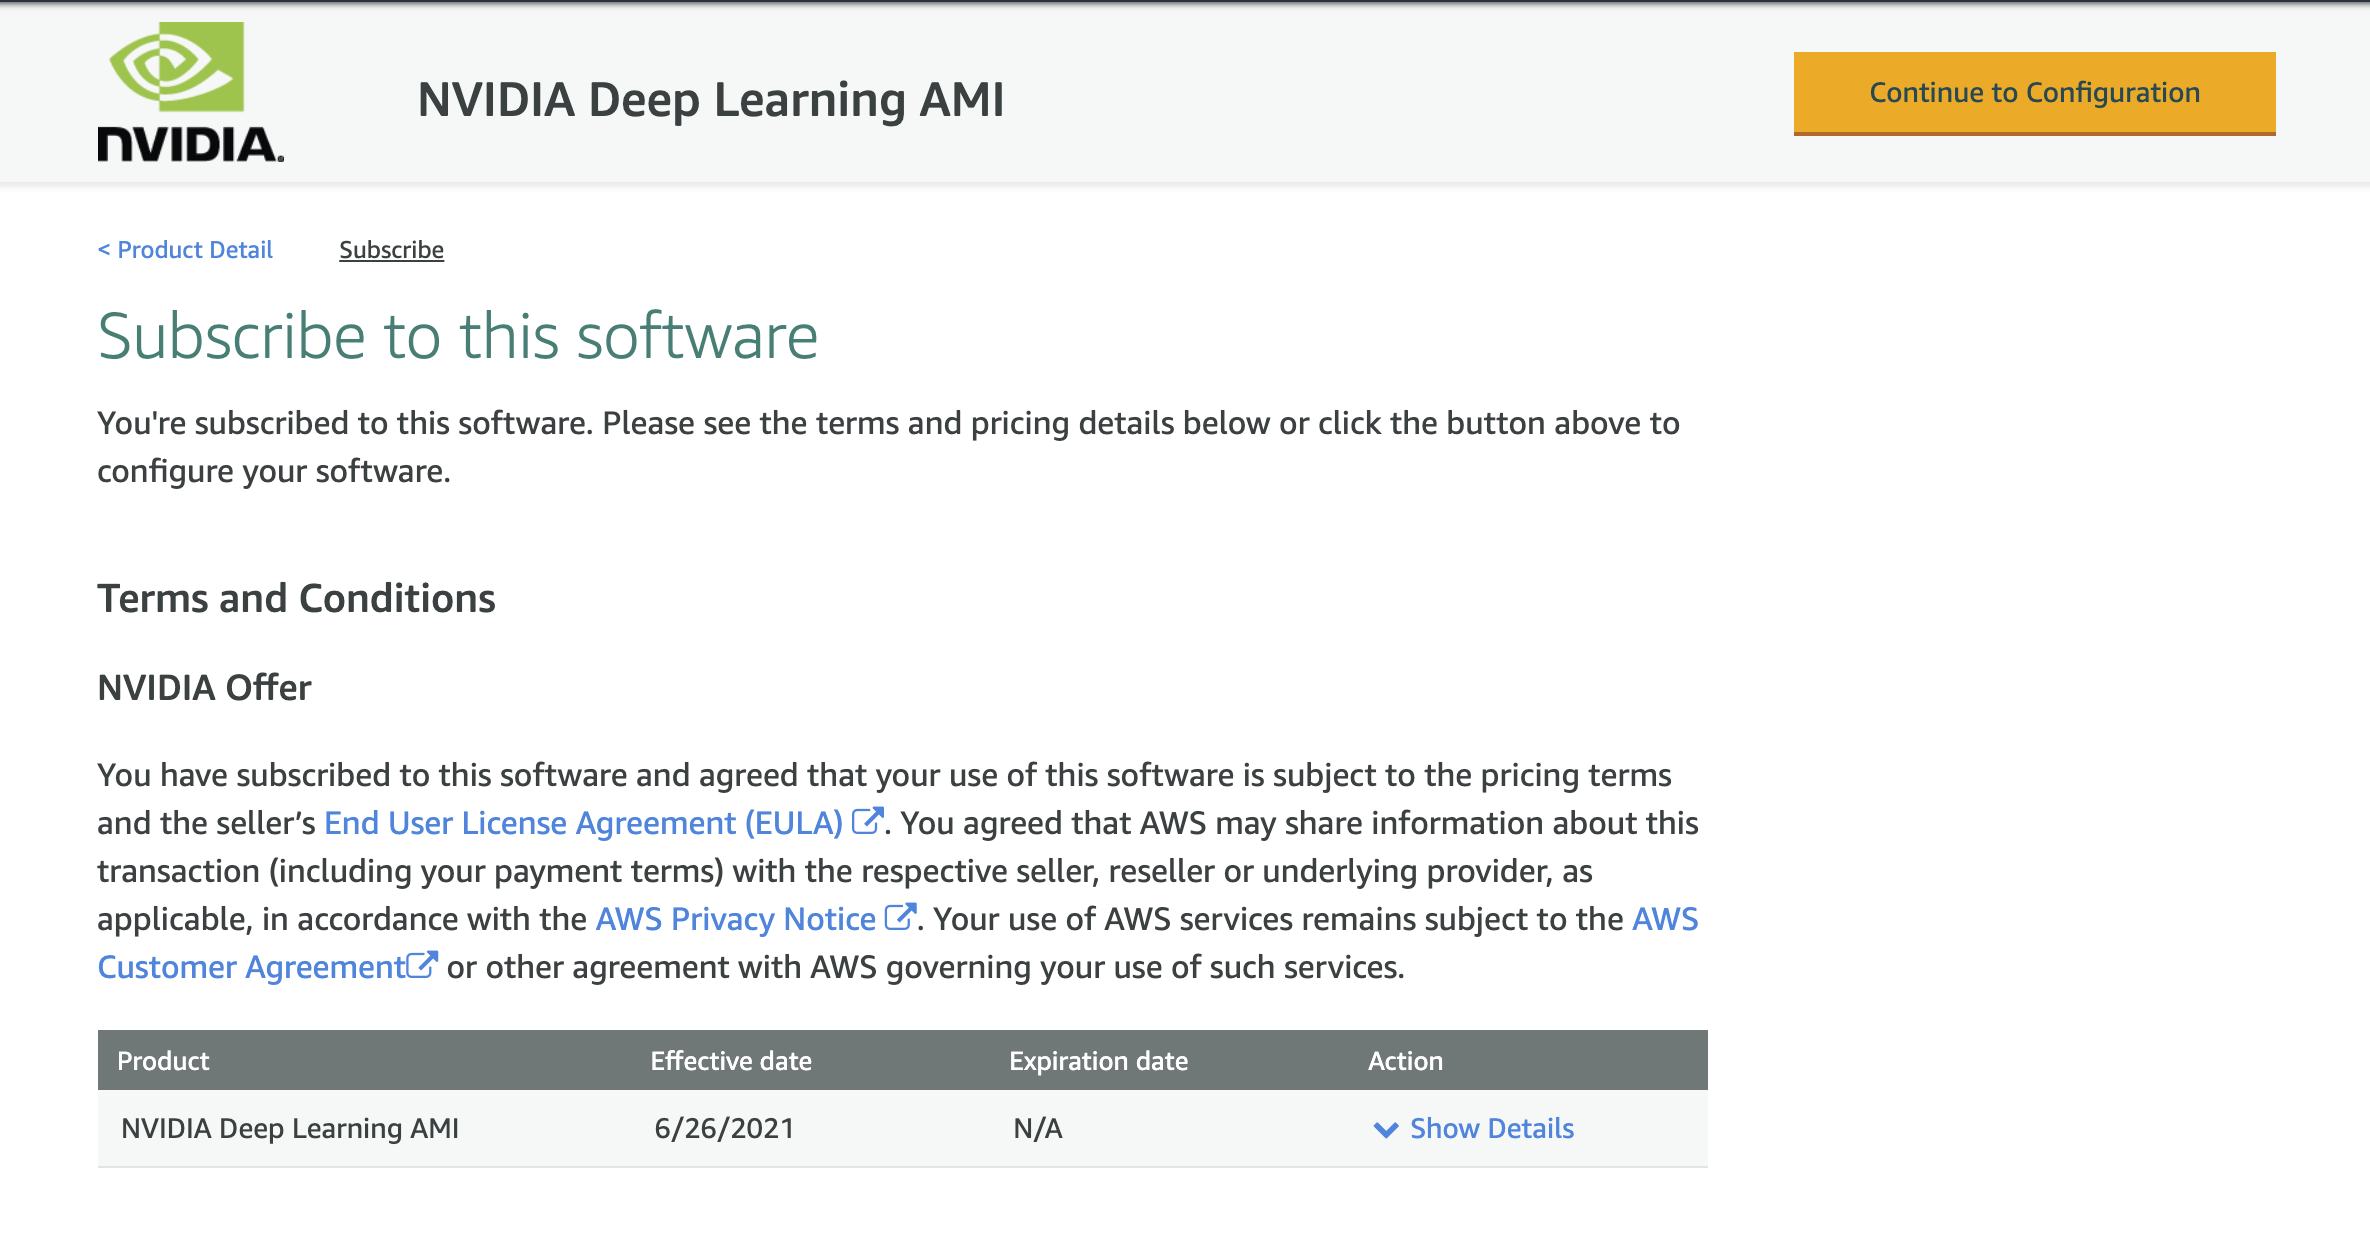 NVIDIA.
NVIDIA Deep Learning AMI
Continue to Configuration
< Product Detail
Subscribe
Subscribe to this software
You're subscribed to this software. Please see the terms and pricing details below or click the button above to
configure your software.
Terms and Conditions
NVIDIA Offer
You have subscribed to this software and agreed that your use of this software is subject to the pricing terms
and the seller’s End User License Agreement (EULA). You agreed that AWS may share information about this
transaction (including your payment terms) with the respective seller, reseller or underlying provider, as
applicable, in accordance with the AWS Privacy Notice. Your use of AWS services remains subject to the AWS
Customer Agreement or other agreement with AWS governing your use of such services.
Product Effective date Expiration date Action
NVIDIA Deep Learning AMI 6/26/2021 N/A Show Details